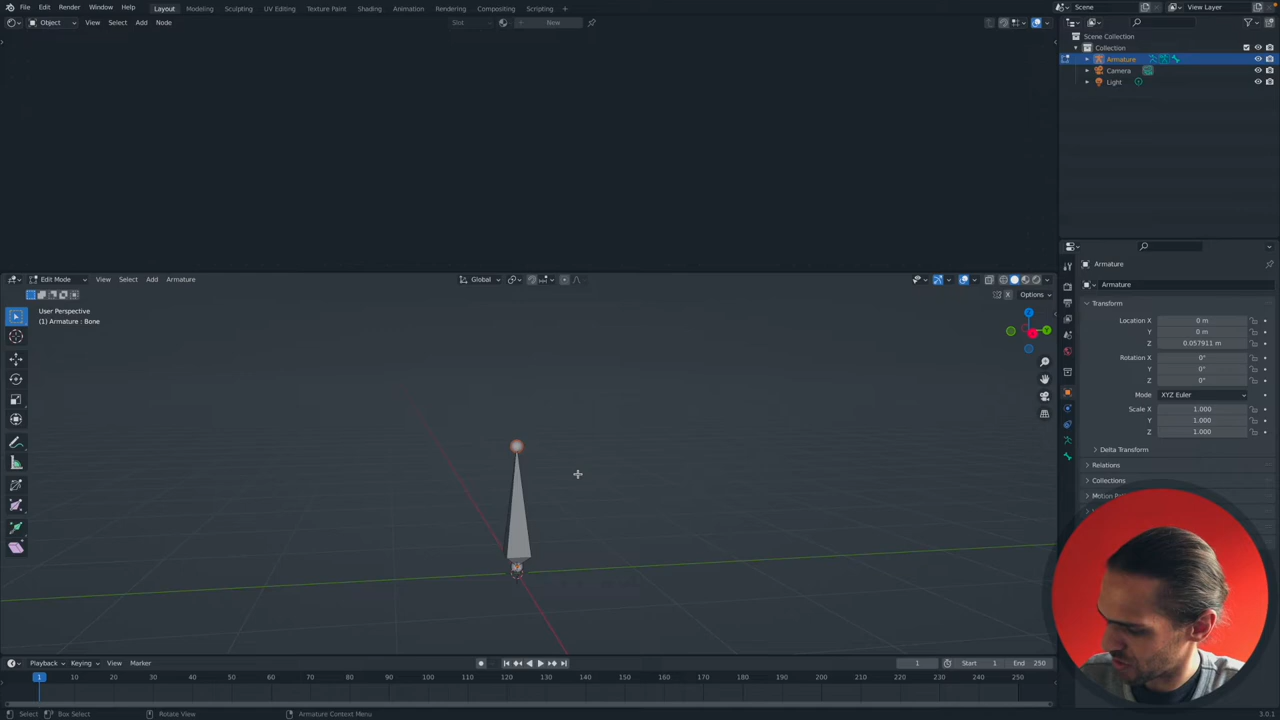 File Edit Render Window Help Layout Modeling Sculpting UV Editing Texture Paint Shading Animation Rendering Compositing Scripting + Scene View Layer
Object View Select Add Node Slot New
Scene Collection
Collection
Armature
Camera
Light
Edit Mode View Select Add Armature Global
Options
User Perspective
(1) Armature : Bone
Armature
Armature
Transform
Location X 0 m
Y 0 m
Z 0.057911 m
Rotation X 0°
Y 0°
Z 0°
Mode XYZ Euler
Scale X 1.000
Y 1.000
Z 1.000
Delta Transform
Relations
Collections
Motion
Playback Keying View Marker 1 Start 1 End 250
1 10 20 30 40 50 60 70 80 90 100 110 120 130 140 150 160 170 180 190 200 210 220 230 240 250
Select Box Select Rotate View Armature Context Menu 3.0.1